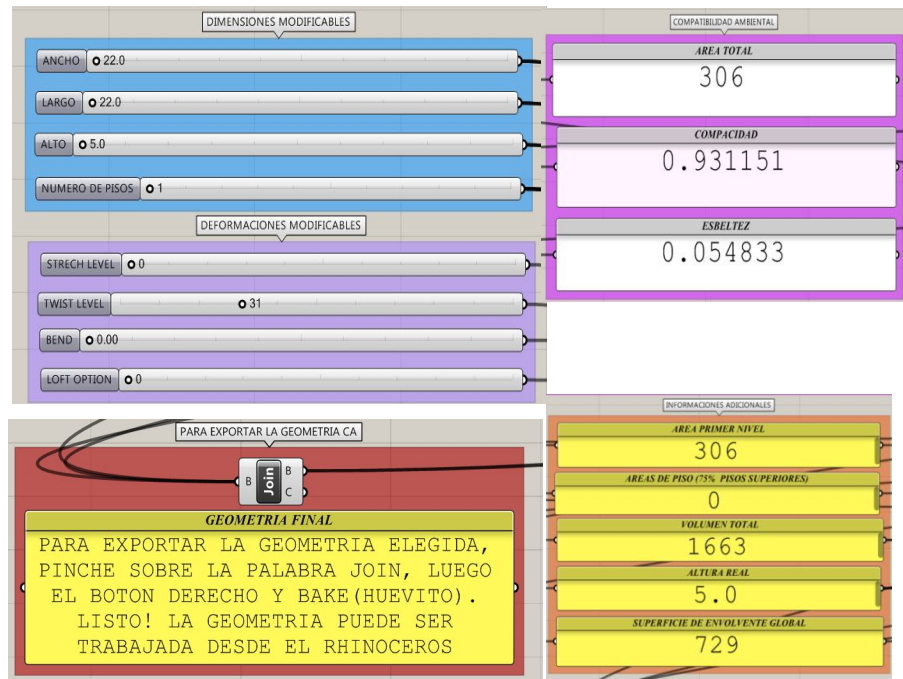 DIMENSIONES MODIFICABLES
ANCHO 22.0
LARGO 22.0
ALTO 5.0
NUMERO DE PISOS 1
DEFORMACIONES MODIFICABLES
STRECH LEVEL 0
TWIST LEVEL 31
BEND 0.00
LOFT OPTION 0
COMPATIBILIDAD AMBIENTAL
AREA TOTAL
306
COMPACIDAD
0.931151
ESBELTEZ
0.054833
PARA EXPORTAR LA GEOMETRIA CA
B Join B
C
GEOMETRIA FINAL
PARA EXPORTAR LA GEOMETRIA ELEGIDA,
PINCHE SOBRE LA PALABRA JOIN, LUEGO
EL BOTON DERECHO Y BAKE(HUEVITO).
LISTO! LA GEOMETRIA PUEDE SER
TRABAJADA DESDE EL RHINOCEROS
INFORMACIONES ADICIONALES
AREA PRIMER NIVEL
306
AREAS DE PISO (75% PISOS SUPERIORES)
0
VOLUMEN TOTAL
1663
ALTURA REAL
5.0
SUPERFICIE DE ENVOLVENTE GLOBAL
729